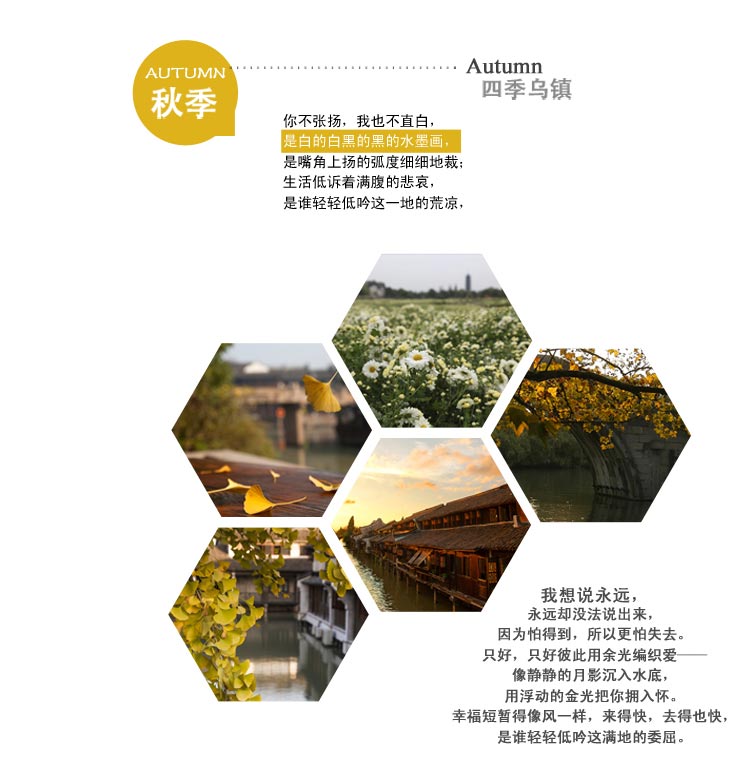 AUTUMN
秋季
Autumn
四季乌镇
你不张扬，我也不直白，
是白的白黑的黑的水墨画，
是嘴角上扬的弧度细细地裁；
生活低诉着满腹的悲哀，
是谁轻轻低吟这一地的荒凉，
我想说永远，
永远却没法说出来，
因为怕得到，所以更怕失去。
只好，只好彼此用余光编织爱——
像静静的月影沉入水底，
用浮动的金光把你拥入怀。
幸福短暂得像风一样，来得快，去得也快，
是谁轻轻低吟这满地的委屈。